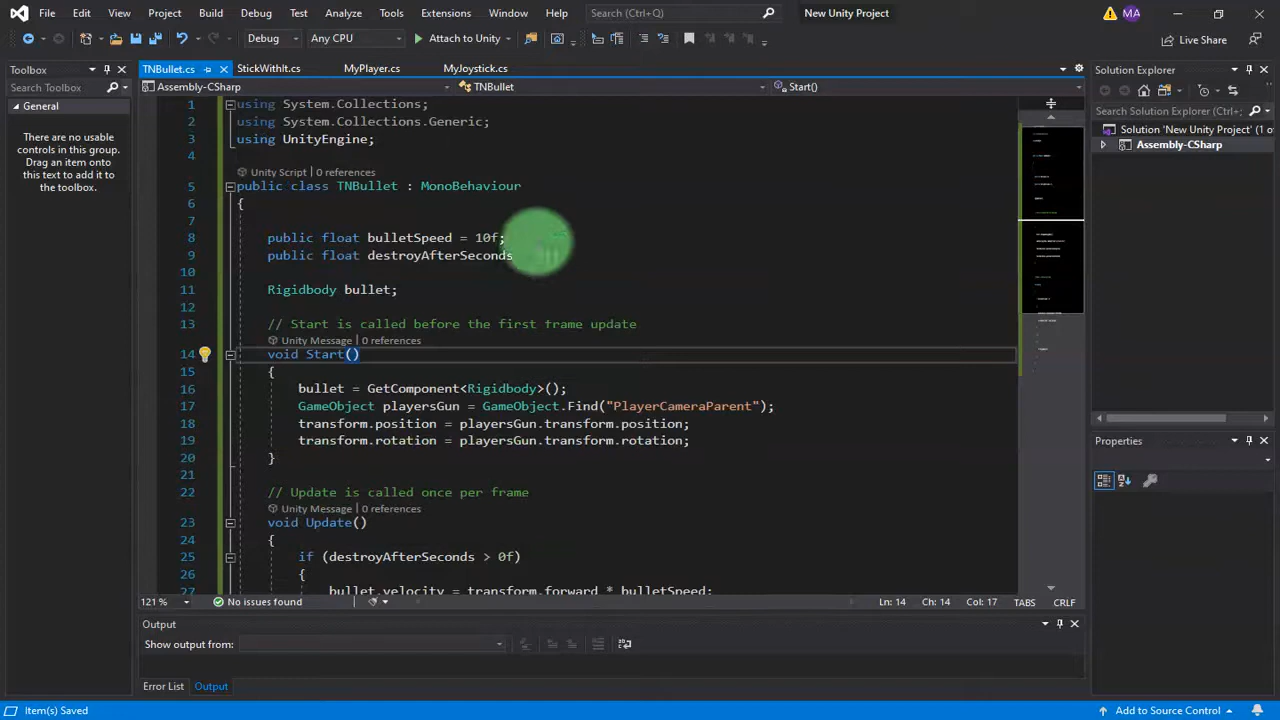 File Edit View Project Build Debug Test Analyze Tools Extensions Window Help Search (Ctrl+Q) New Unity Project MA
Debug Any CPU Attach to Unity Live Share
Toolbox
Search Toolbox
General
There are no usable
controls in this group.
Drag an item onto
this text to add it to
the toolbox.
TNBullet.cs StickWithIt.cs MyPlayer.cs MyJoystick.cs
Assembly-CSharp TNBullet Start()
1 using System.Collections;
2 using System.Collections.Generic;
3 using UnityEngine;
4
Unity Script | 0 references
5 public class TNBullet : MonoBehaviour
6 {
7
8 public float bulletSpeed = 10f;
9 public float destroyAfterSeconds
10
11 Rigidbody bullet;
12
13 // Start is called before the first frame update
Unity Message | 0 references
14 void Start()
15 {
16 bullet = GetComponent<Rigidbody>();
17 GameObject playersGun = GameObject.Find("PlayerCameraParent");
18 transform.position = playersGun.transform.position;
19 transform.rotation = playersGun.transform.rotation;
20 }
21
22 // Update is called once per frame
Unity Message | 0 references
23 void Update()
24 {
25 if (destroyAfterSeconds > 0f)
26 {
27 bullet.velocity = transform.forward * bulletSpeed;
121 % No issues found Ln: 14 Ch: 14 Col: 17 TABS CRLF
Output
Show output from:
Error List Output
Solution Explorer
Search Solution Explorer (Ctrl+
Solution 'New Unity Project' (1 o
Assembly-CSharp
Properties
Item(s) Saved Add to Source Control